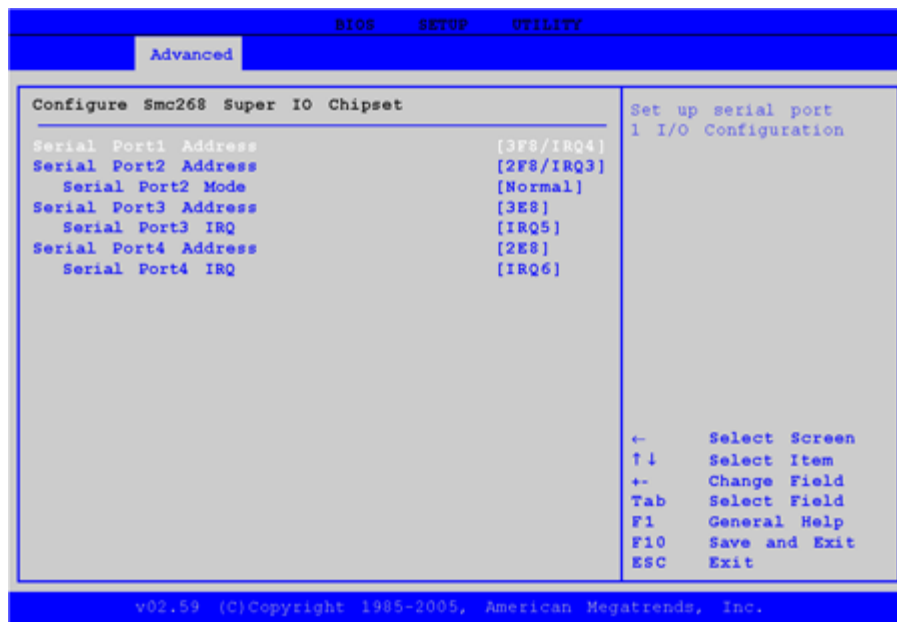 BIOS SETUP UTILITY
Advanced
Configure Smc268 Super IO Chipset
Serial Port1 Address [3F8/IRQ4]
Serial Port2 Address [2F8/IRQ3]
Serial Port2 Mode [Normal]
Serial Port3 Address [3E8]
Serial Port3 IRQ [IRQ5]
Serial Port4 Address [2E8]
Serial Port4 IRQ [IRQ6]
Set up serial port
1 I/O Configuration
← Select Screen
↑↓ Select Item
+- Change Field
Tab Select Field
F1 General Help
F10 Save and Exit
ESC Exit
v02.59 (C)Copyright 1985-2005, American Megatrends, Inc.